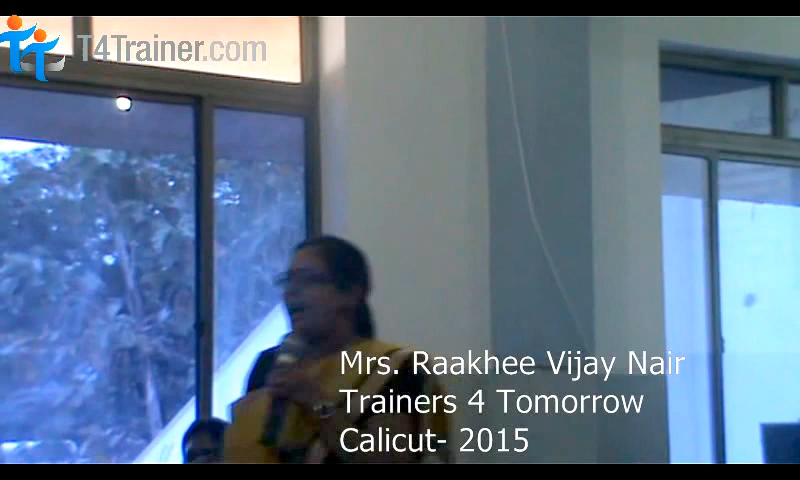 T4Trainer.com
Mrs. Raakhee Vijay Nair
Trainers 4 Tomorrow
Calicut- 2015